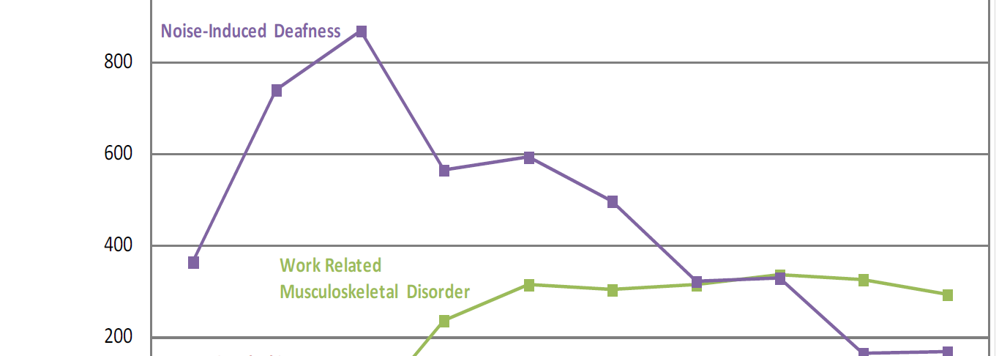 Noise-Induced Deafness
800
600
400
Work Related
Musculoskeletal Disorder
200